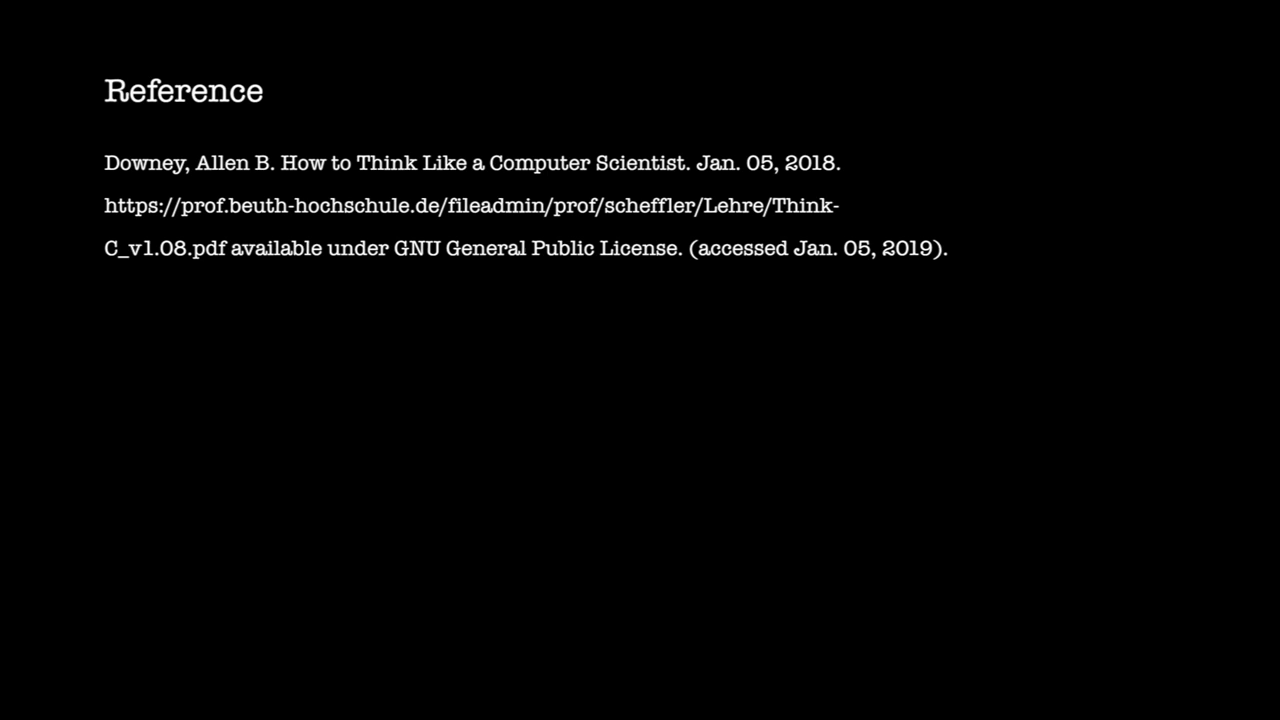 Reference
Downey, Allen B. How to Think Like a Computer Scientist. Jan. 05, 2018.
https://prof.beuth-hochschule.de/fileadmin/prof/scheffler/Lehre/Think-
C_v1.08.pdf available under GNU General Public License. (accessed Jan. 05, 2019).